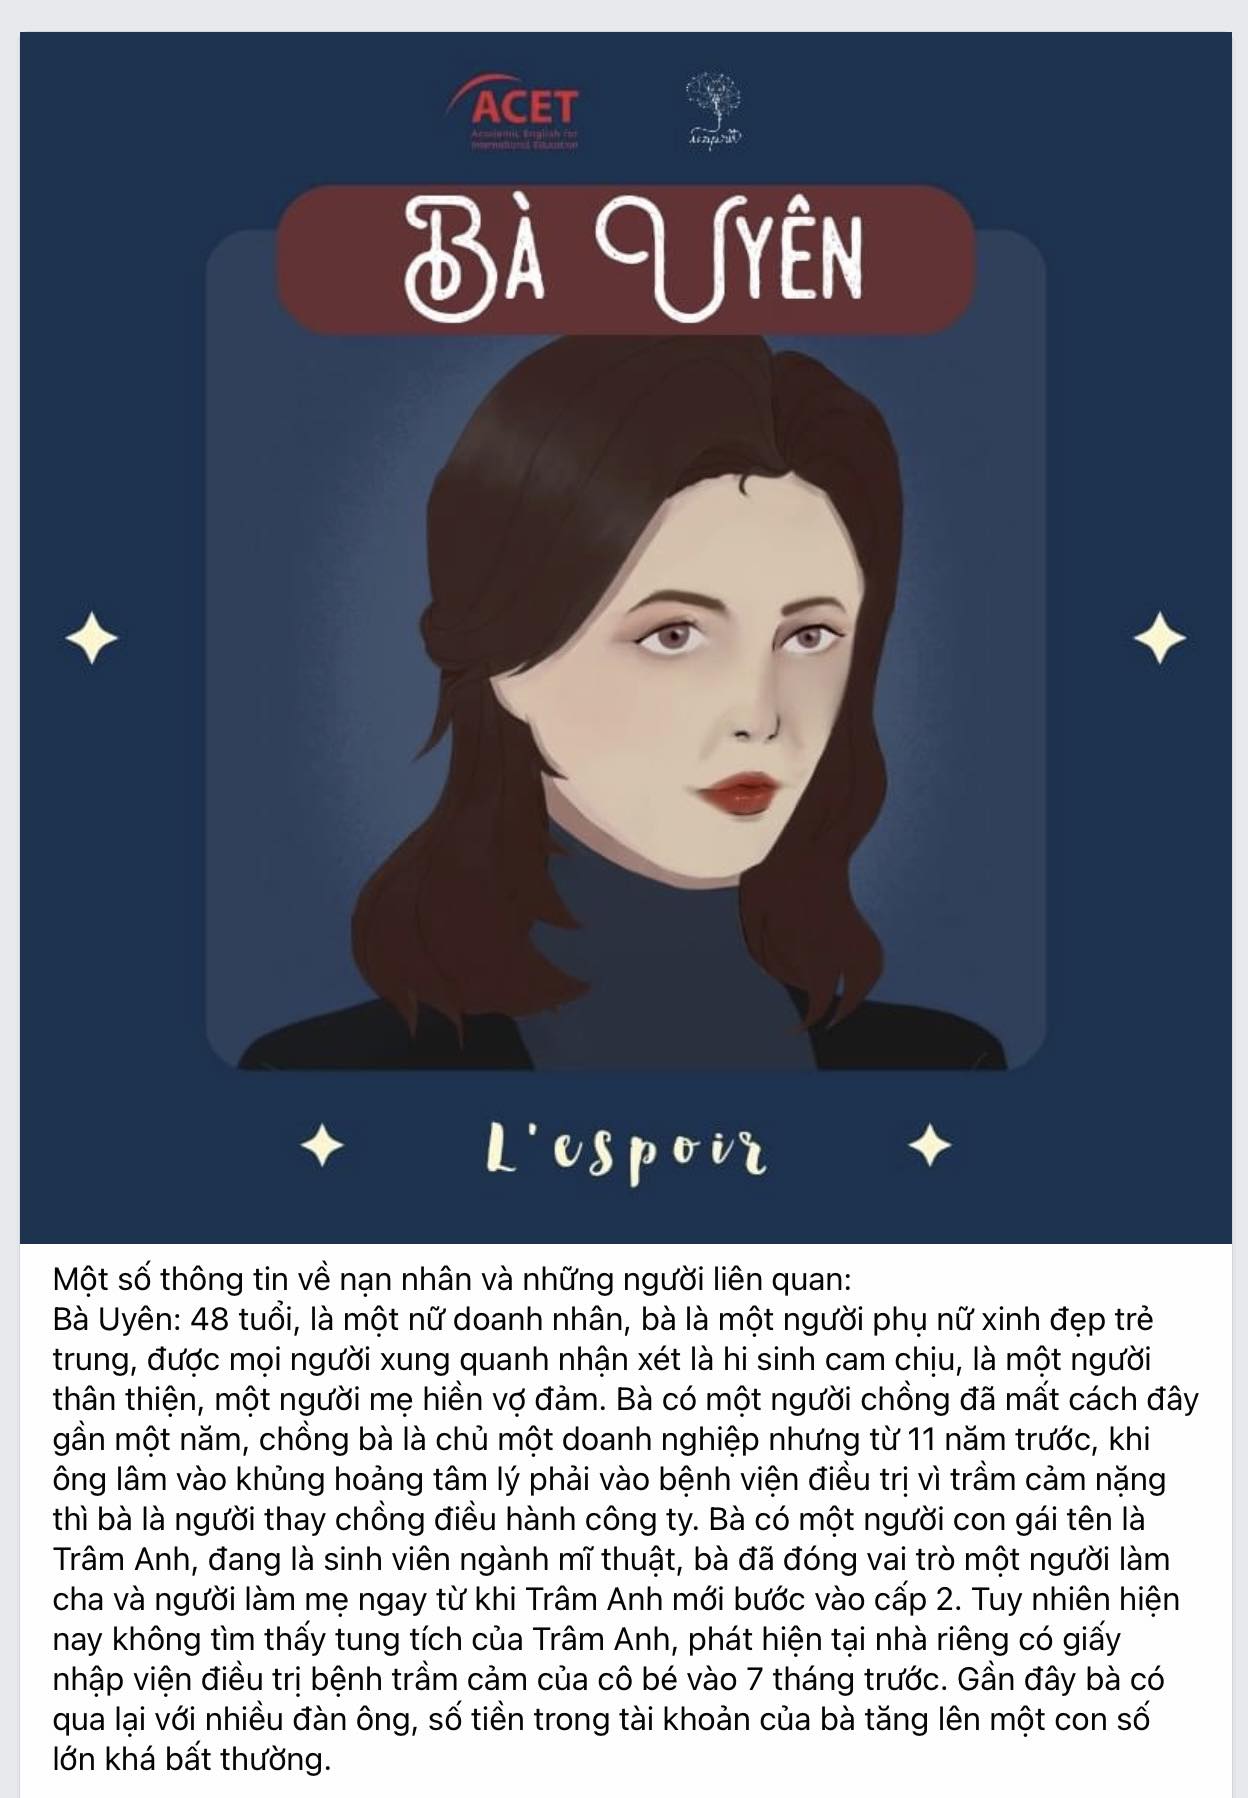 ACET
Academic English for
International Education
BÀ UYÊN
L'espoir
Một số thông tin về nạn nhân và những người liên quan:
Bà Uyên: 48 tuổi, là một nữ doanh nhân, bà là một người phụ nữ xinh đẹp trẻ
trung, được mọi người xung quanh nhận xét là hi sinh cam chịu, là một người
thân thiện, một người mẹ hiền vợ đảm. Bà có một người chồng đã mất cách đây
gần một năm, chồng bà là chủ một doanh nghiệp nhưng từ 11 năm trước, khi
ông lâm vào khủng hoảng tâm lý phải vào bệnh viện điều trị vì trầm cảm nặng
thì bà là người thay chồng điều hành công ty. Bà có một người con gái tên là
Trâm Anh, đang là sinh viên ngành mĩ thuật, bà đã đóng vai trò một người làm
cha và người làm mẹ ngay từ khi Trâm Anh mới bước vào cấp 2. Tuy nhiên hiện
nay không tìm thấy tung tích của Trâm Anh, phát hiện tại nhà riêng có giấy
nhập viện điều trị bệnh trầm cảm của cô bé vào 7 tháng trước. Gần đây bà có
qua lại với nhiều đàn ông, số tiền trong tài khoản của bà tăng lên một con số
lớn khá bất thường.